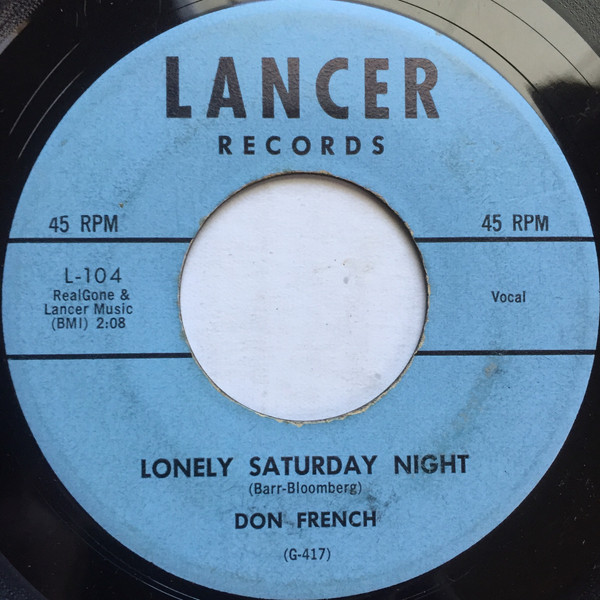 LANCER
RECORDS
45 RPM
45 RPM
L-104
RealGone &
Lancer Music
(BMI) 2:08
Vocal
LONELY SATURDAY NIGHT
(Barr-Bloomberg)
DON FRENCH
(G-417)